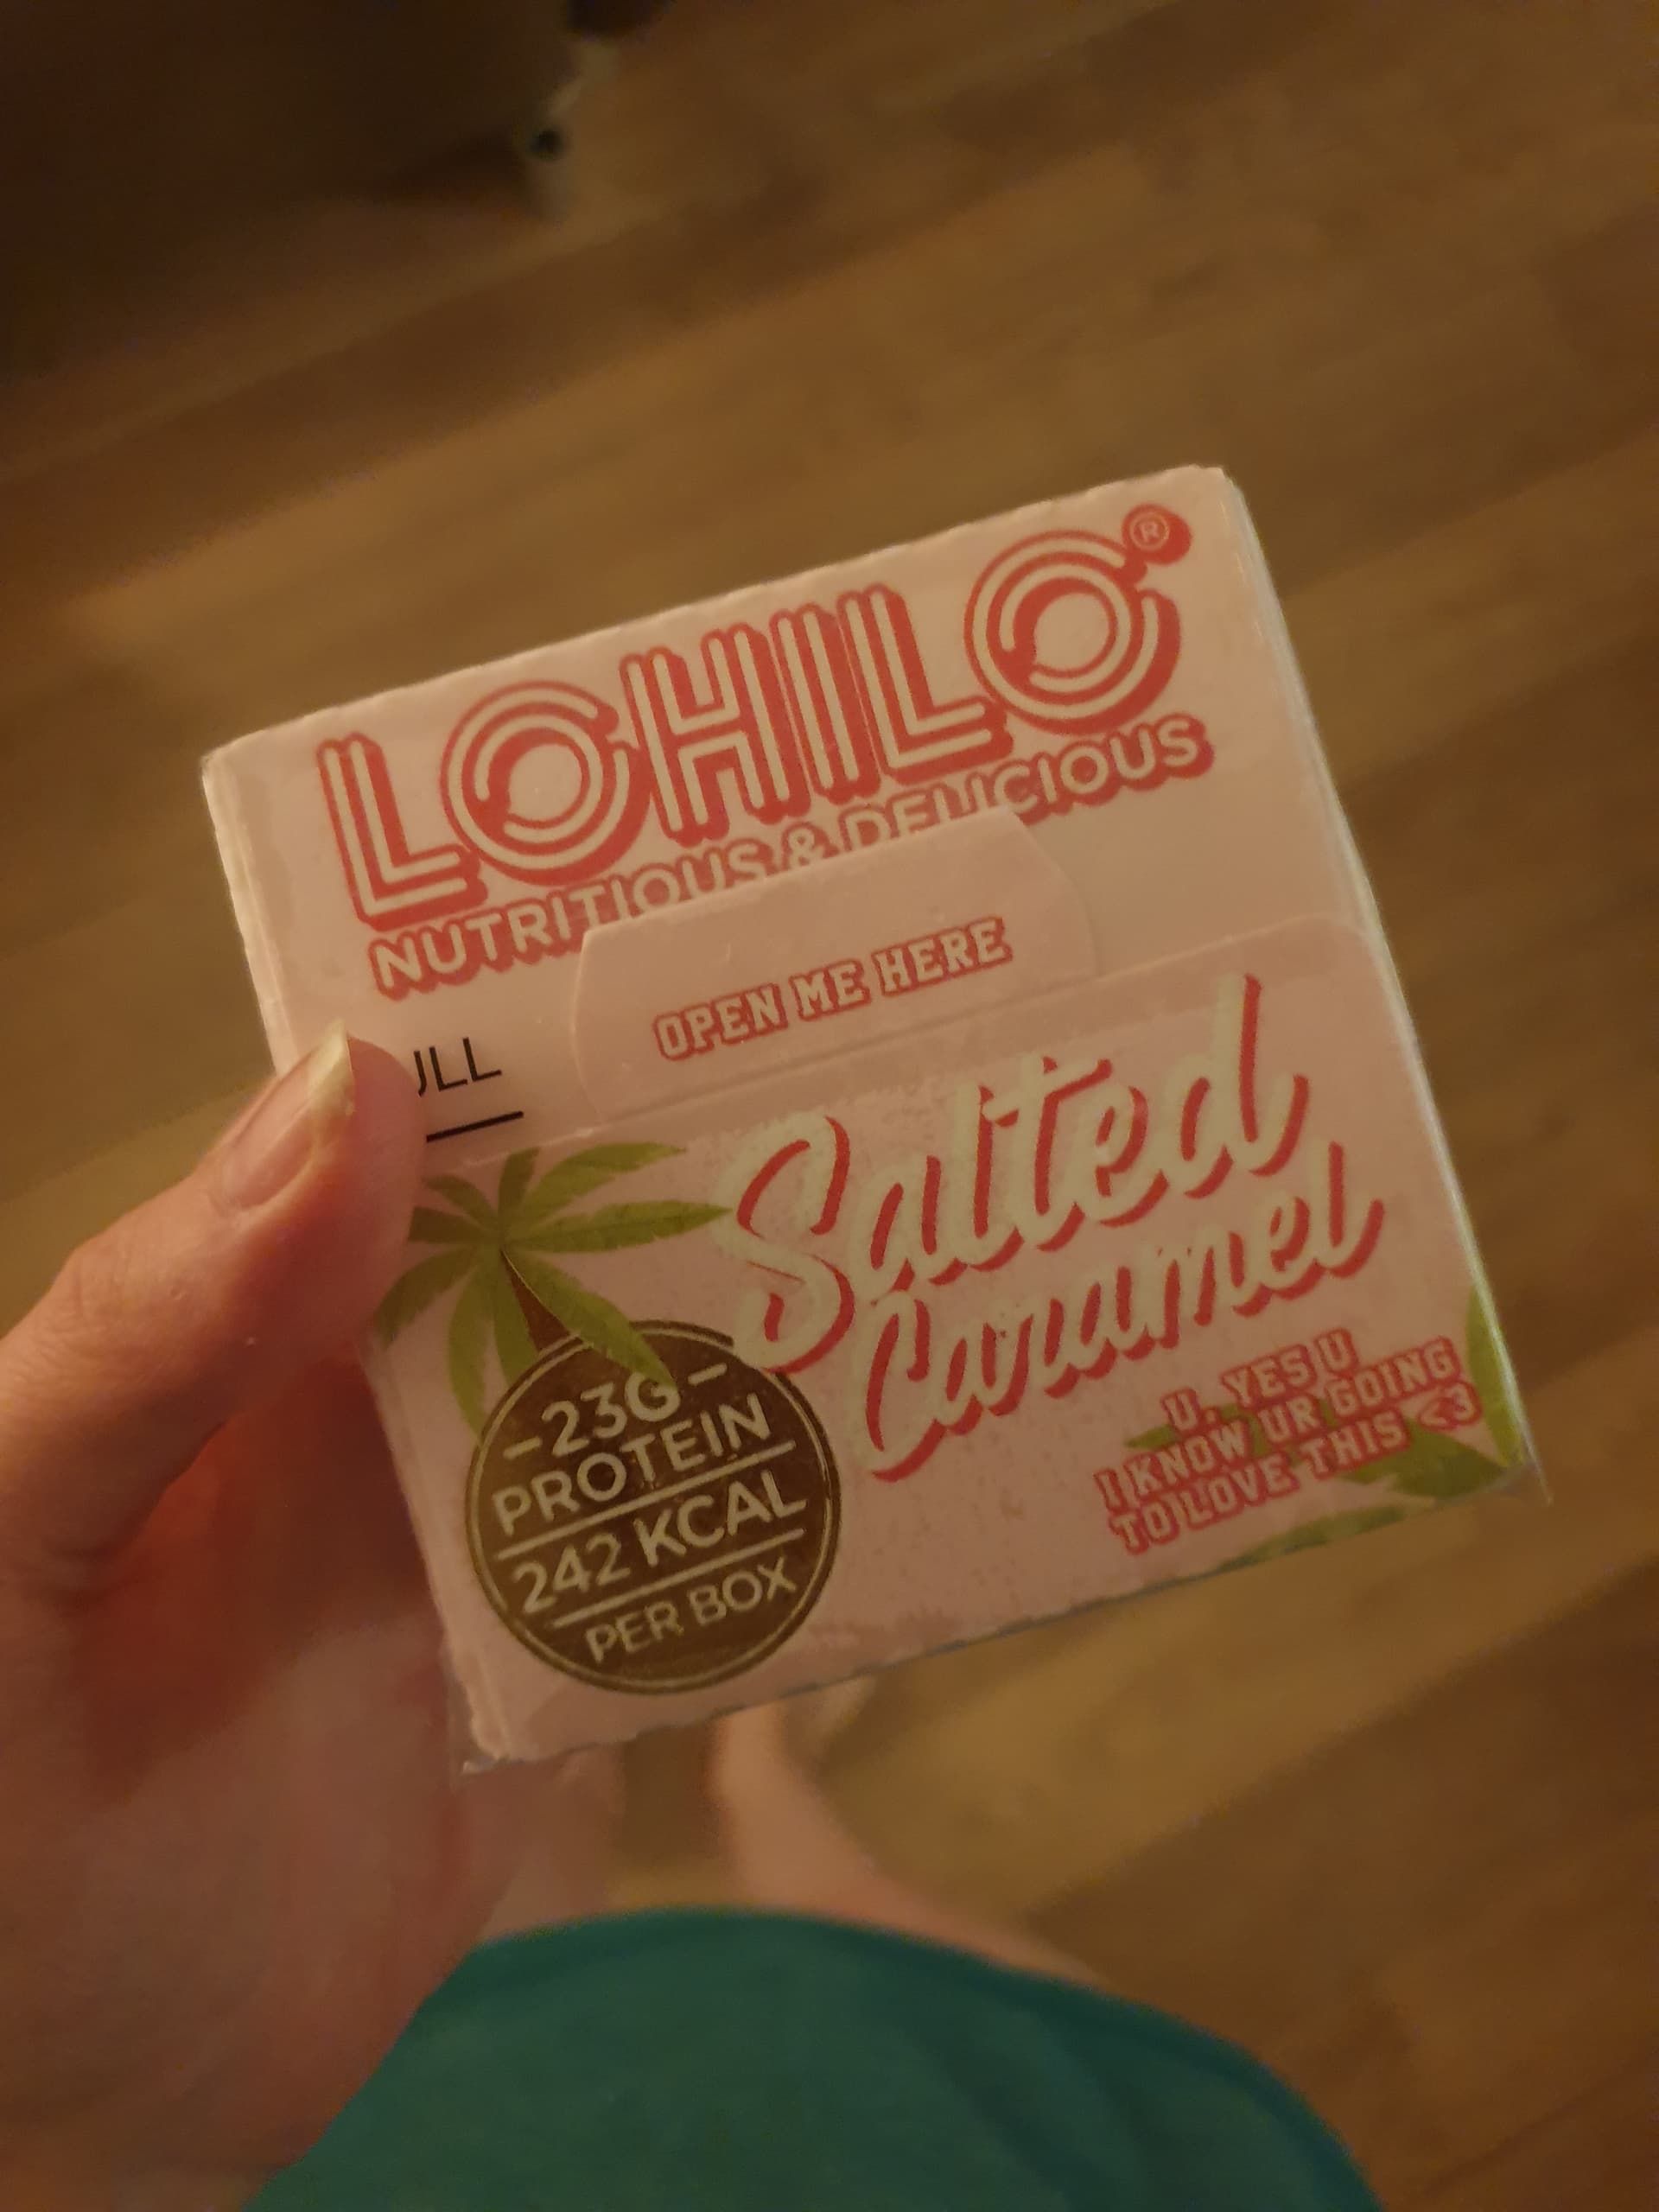 LOHILO®
NUTRITIOUS & DELICIOUS
OPEN ME HERE
Salted
Caramel
-23G-
PROTEIN
242 KCAL
PER BOX
U, YES U
I KNOW UR GOING
TO LOVE THIS <3